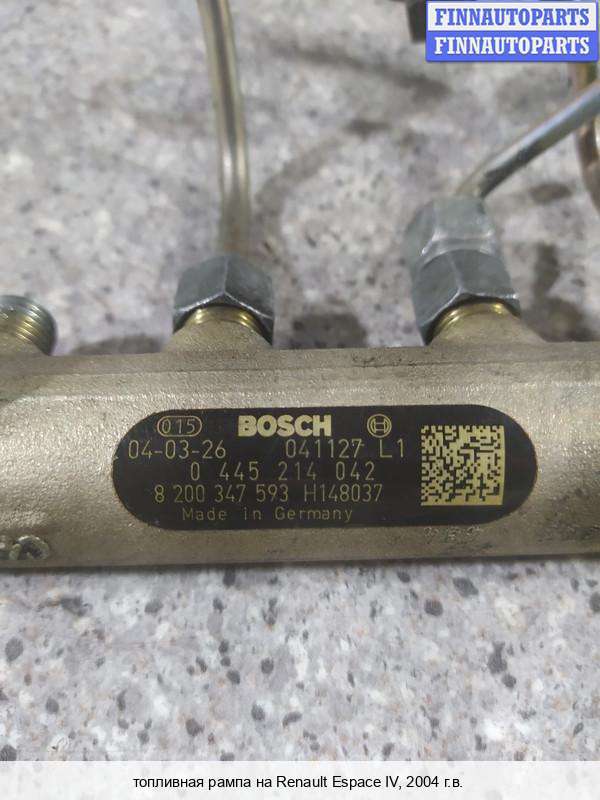 FINNAUTOPARTS
FINNAUTOPARTS
015 BOSCH
04-03-26 041127 L1
0 445 214 042
8 200 347 593 H148037
Made in Germany
топливная рампа на Renault Espace IV, 2004 г.в.